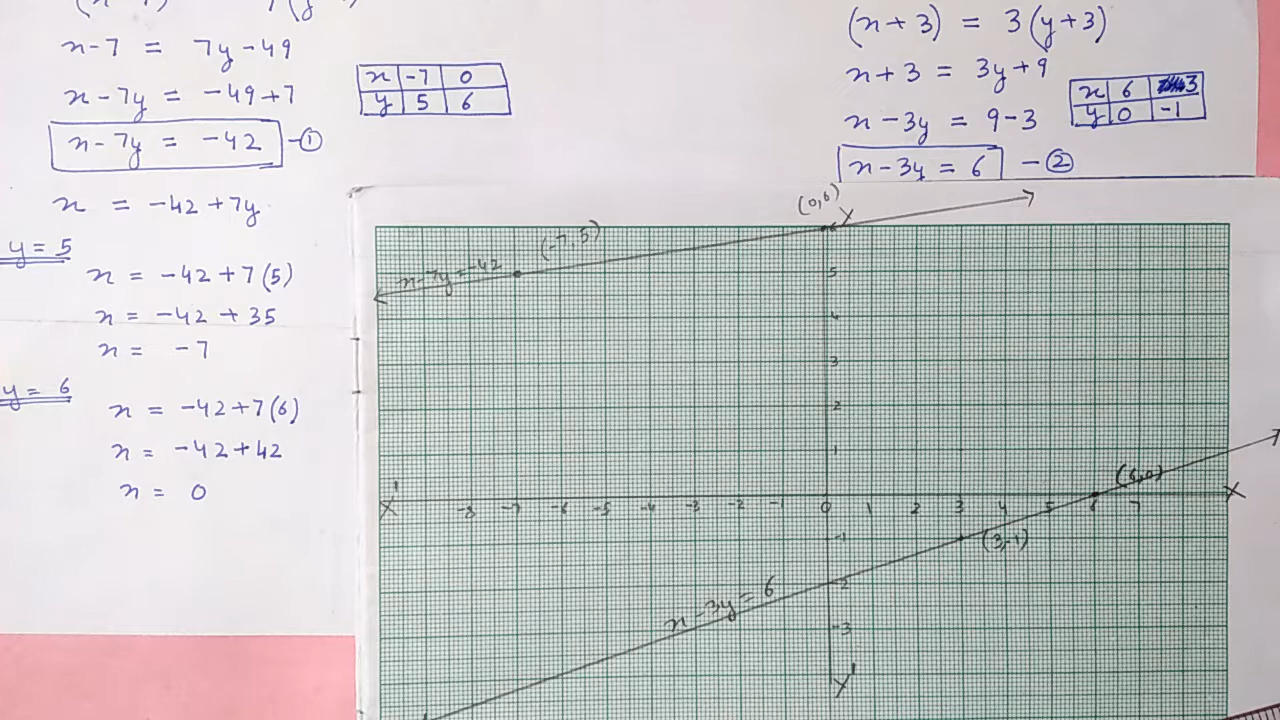 n-7 = 7y-49
n-7y = -49+7
n-7y = -42 -①
n = -42+7y
y = 5
n = -42+7(5)
n = -42+35
n = -7
y = 6
n = -42+7(6)
n = -42+42
n = 0
n -7 0
y 5 6
(n+3) = 3(y+3)
n+3 = 3y+9
n-3y = 9-3
n-3y = 6 -②
n 6 3
y 0 -1
(0,6)
Y
(-7,5)
n-7y=-42
6
5
4
3
2
1
(6,0)
X' -8 -7 -6 -5 -4 -3 -2 -1 0 1 2 3 4 5 6 7 X
-1
(3,-1)
-2
n-3y=6
-3
Y'